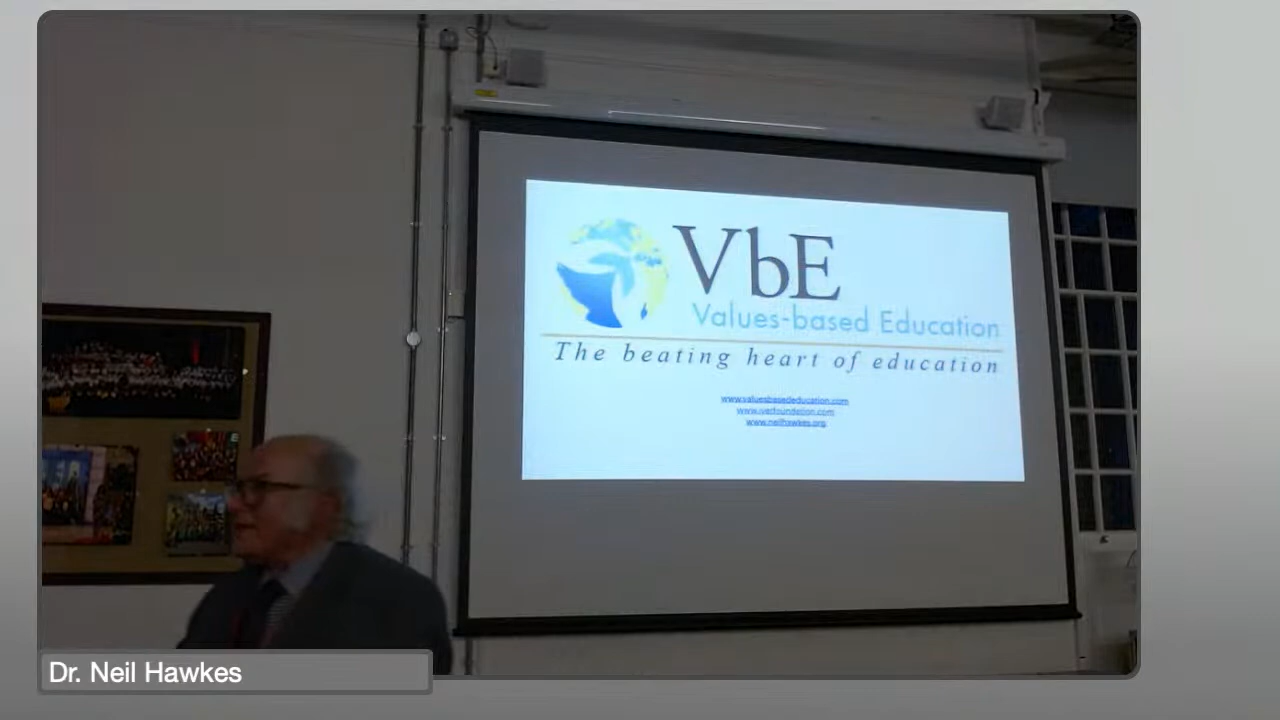 VbE
Values-based Education
The beating heart of education
www.valuesbasededucation.com
www.ivetfoundation.com
www.neilhawkes.org
Dr. Neil Hawkes